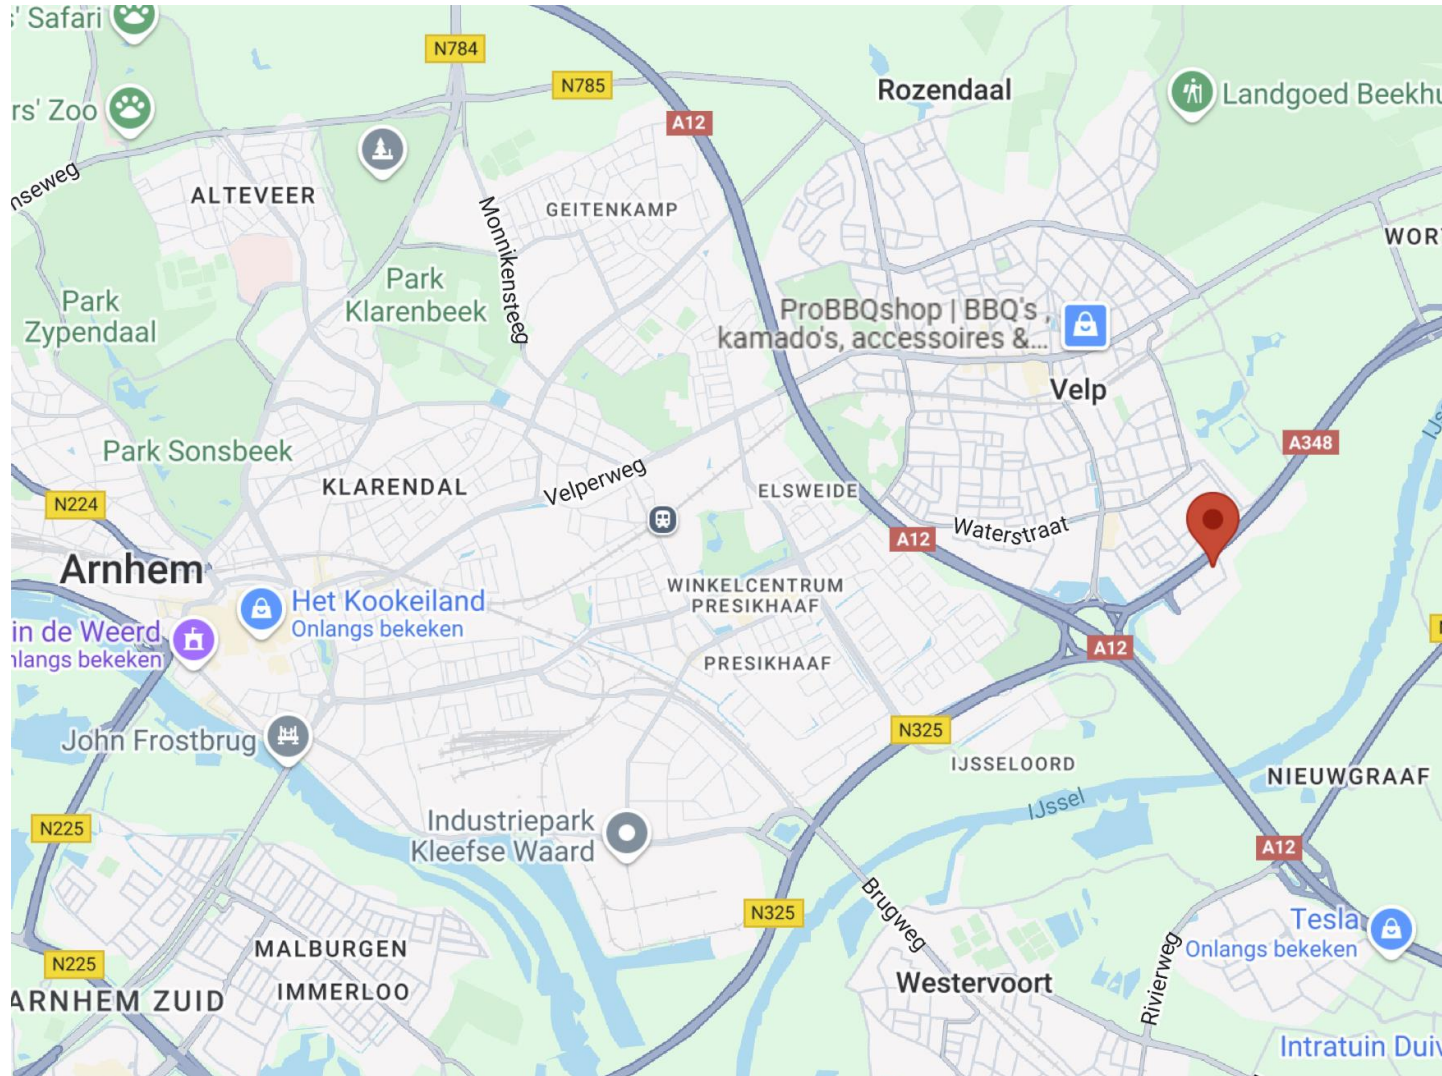 s' Safari
N784
N785
Rozendaal
Landgoed Beekhu
rs' Zoo
A12
nseweg
ALTEVEER
Monnikensteeg
GEITENKAMP
WOR
Park
Klarenbeek
Park
Zypendaal
ProBBQshop | BBQ's ,
kamado's, accessoires &...
Velp
A348
IJs
Park Sonsbeek
KLARENDAL
Velperweg
ELSWEIDE
N224
Waterstraat
A12
Arnhem
WINKELCENTRUM
PRESIKHAAF
Het Kookeiland
Onlangs bekeken
in de Weerd
nlangs bekeken
A12
PRESIKHAAF
N325
John Frostbrug
IJSSELOORD
NIEUWGRAAF
IJssel
Industriepark
Kleefse Waard
N225
A12
Brugweg
N325
Tesla
Onlangs bekeken
MALBURGEN
N225
Rivierweg
Westervoort
ARNHEM ZUID
IMMERLOO
Intratuin Duiv